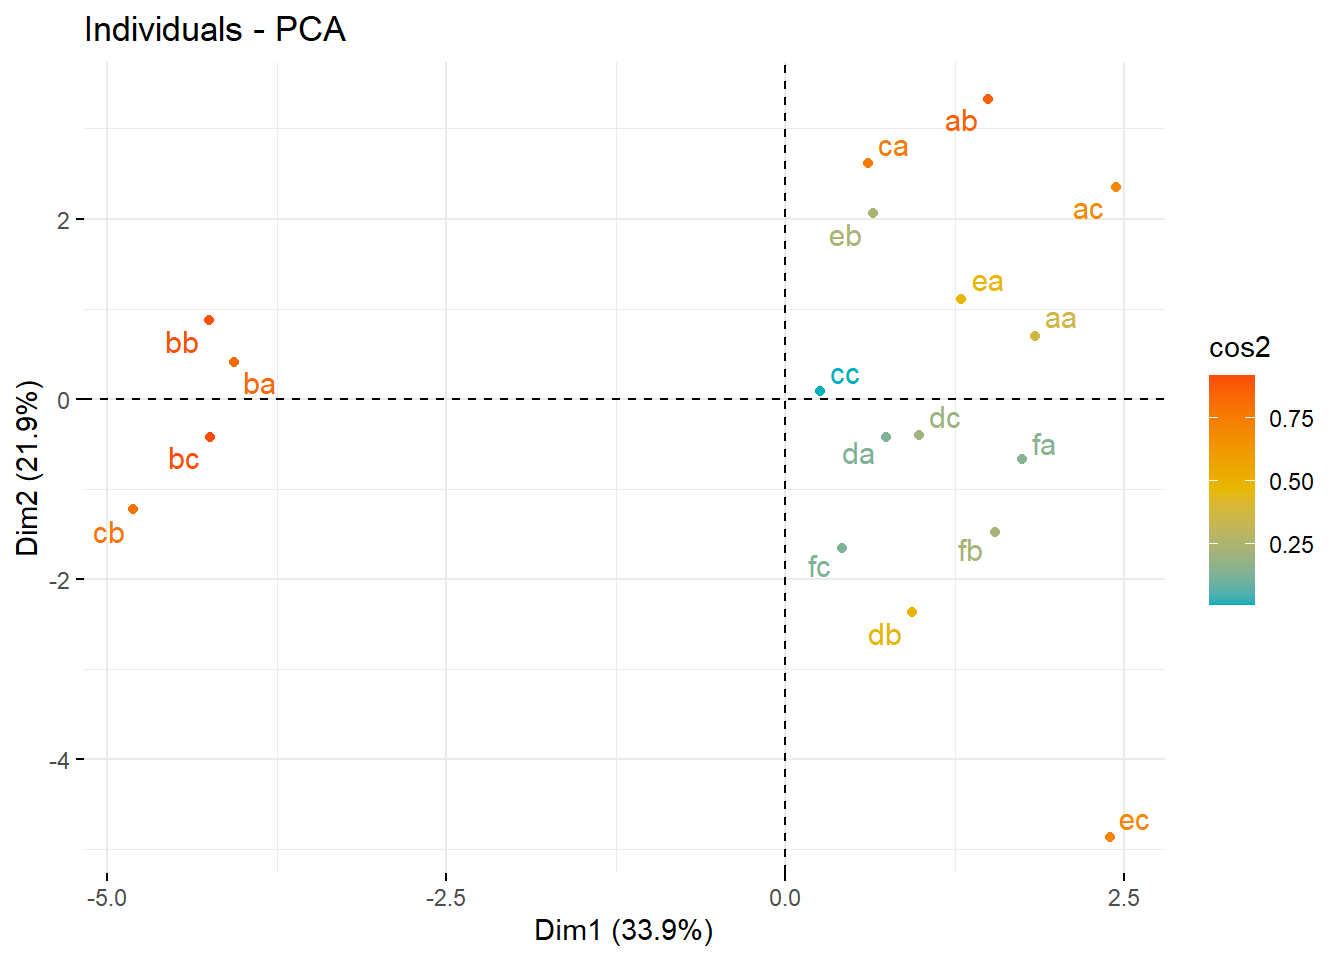 Individuals - PCA
ab
ca
ac
eb
ea
aa
bb
ba
cc
dc
da
fa
bc
cb
fc
fb
db
ec
2
0
-2
-4
Dim2 (21.9%)
-5.0
-2.5
0.0
2.5
Dim1 (33.9%)
cos2
0.75
0.50
0.25